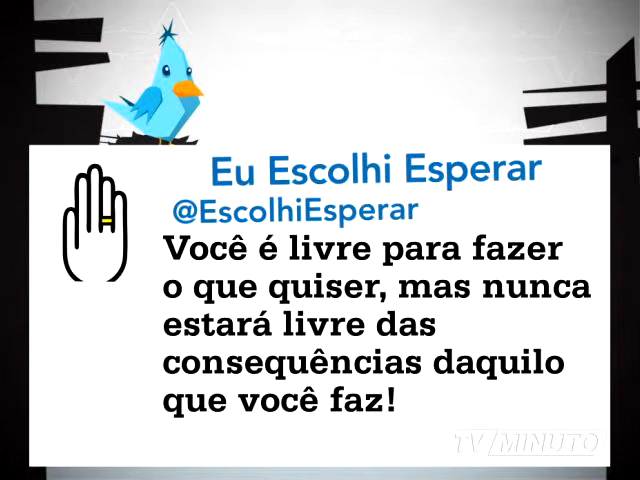 Eu Escolhi Esperar
@EscolhiEsperar
Você é livre para fazer
o que quiser, mas nunca
estará livre das
consequências daquilo
que você faz!
TV MINUTO